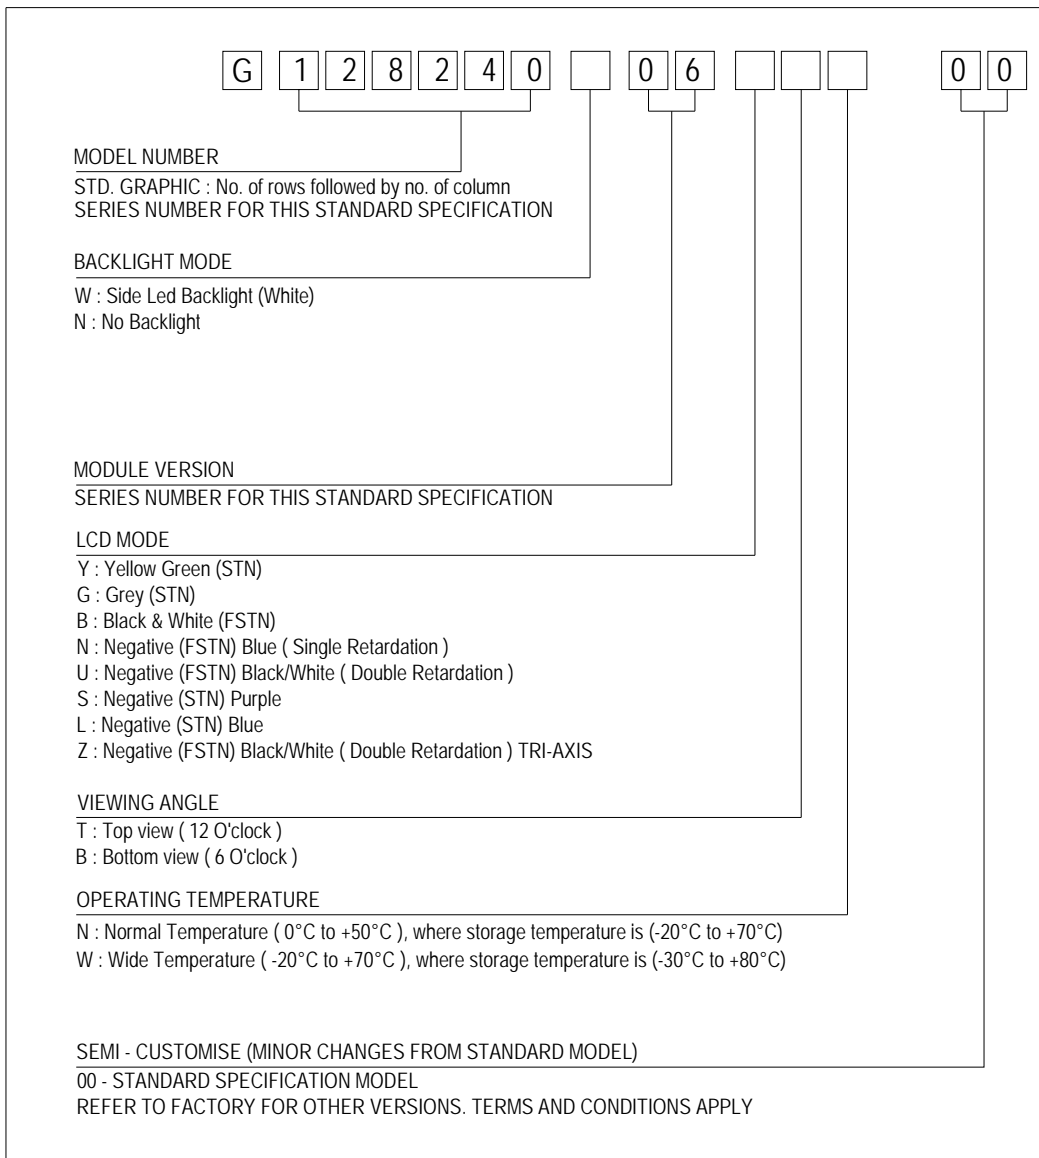 G 1 2 8 2 4 0 0 6 0 0
MODEL NUMBER
STD. GRAPHIC : No. of rows followed by no. of column
SERIES NUMBER FOR THIS STANDARD SPECIFICATION
BACKLIGHT MODE
W : Side Led Backlight (White)
N : No Backlight
MODULE VERSION
SERIES NUMBER FOR THIS STANDARD SPECIFICATION
LCD MODE
Y : Yellow Green (STN)
G : Grey (STN)
B : Black & White (FSTN)
N : Negative (FSTN) Blue ( Single Retardation )
U : Negative (FSTN) Black/White ( Double Retardation )
S : Negative (STN) Purple
L : Negative (STN) Blue
Z : Negative (FSTN) Black/White ( Double Retardation ) TRI-AXIS
VIEWING ANGLE
T : Top view ( 12 O'clock )
B : Bottom view ( 6 O'clock )
OPERATING TEMPERATURE
N : Normal Temperature ( 0°C to +50°C ), where storage temperature is (-20°C to +70°C)
W : Wide Temperature ( -20°C to +70°C ), where storage temperature is (-30°C to +80°C)
SEMI - CUSTOMISE (MINOR CHANGES FROM STANDARD MODEL)
00 - STANDARD SPECIFICATION MODEL
REFER TO FACTORY FOR OTHER VERSIONS. TERMS AND CONDITIONS APPLY